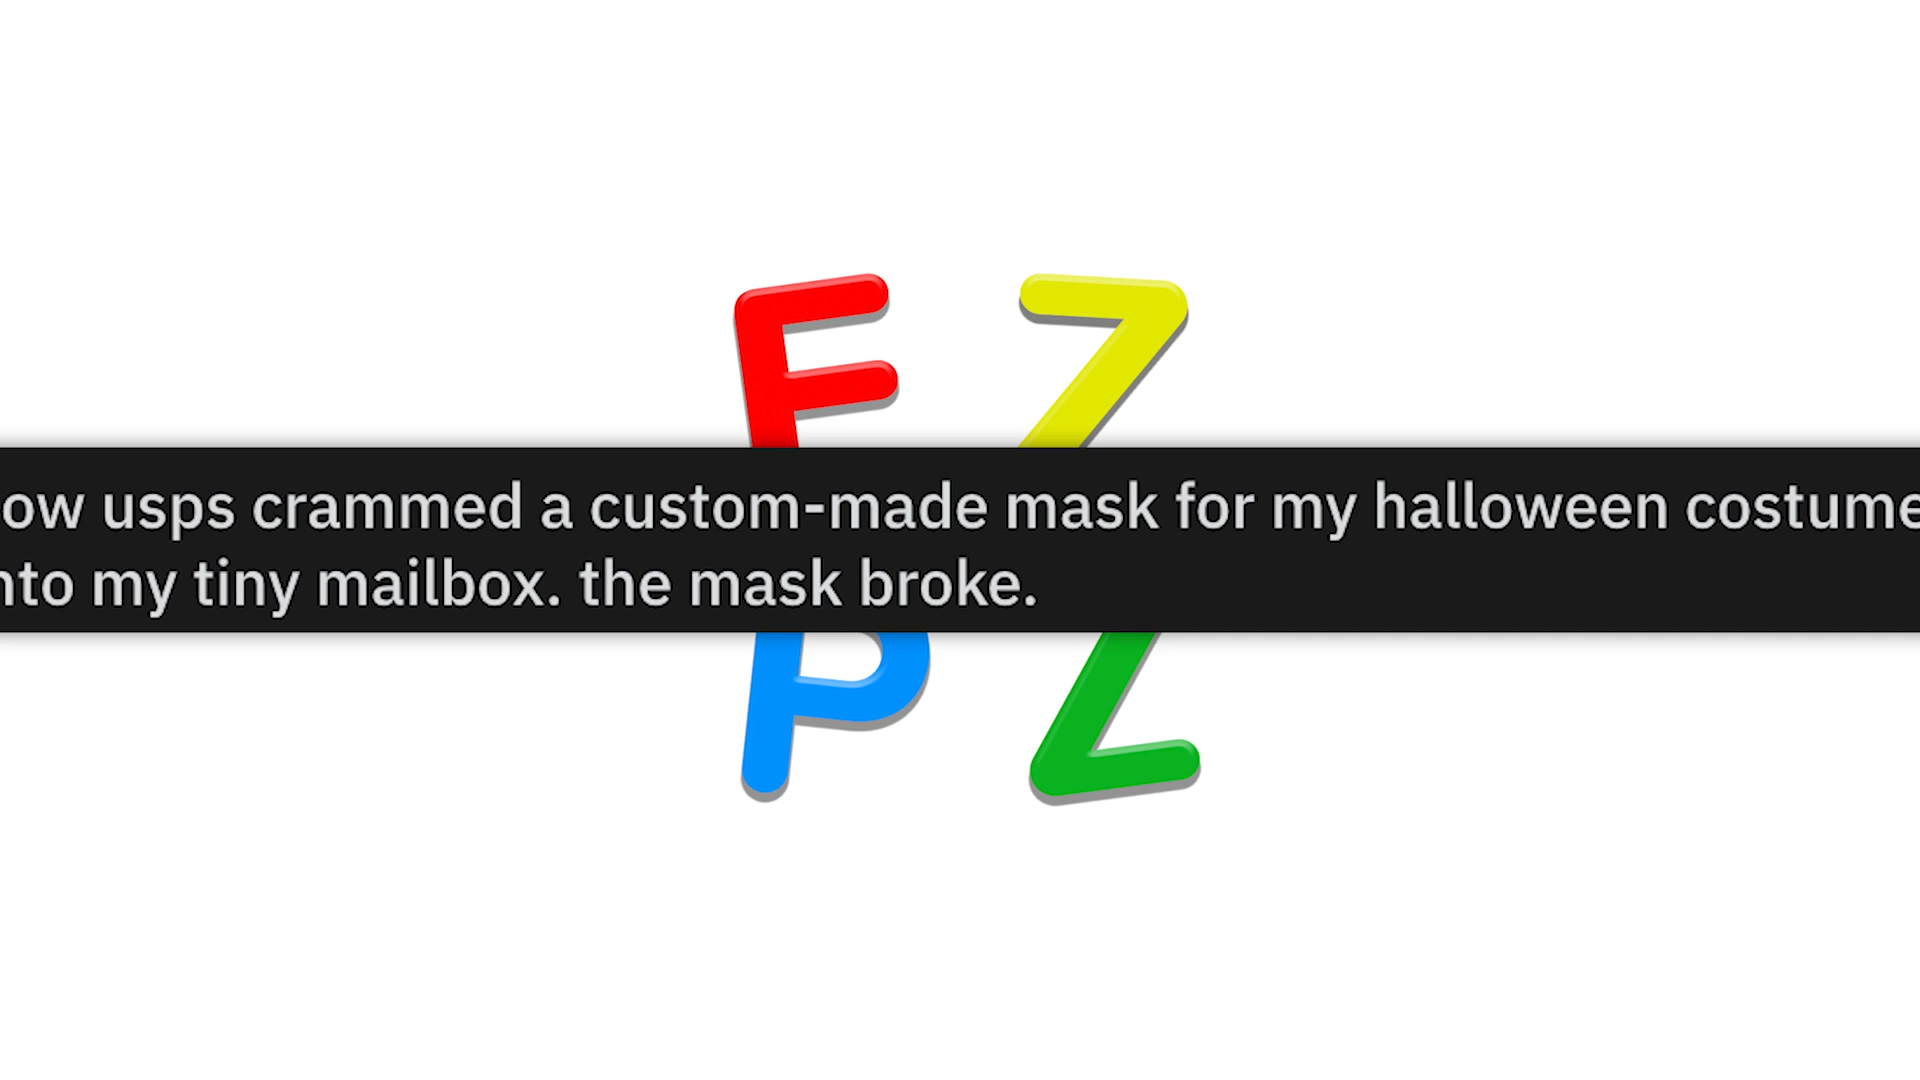 F Z
ow usps crammed a custom-made mask for my halloween costume
nto my tiny mailbox. the mask broke.